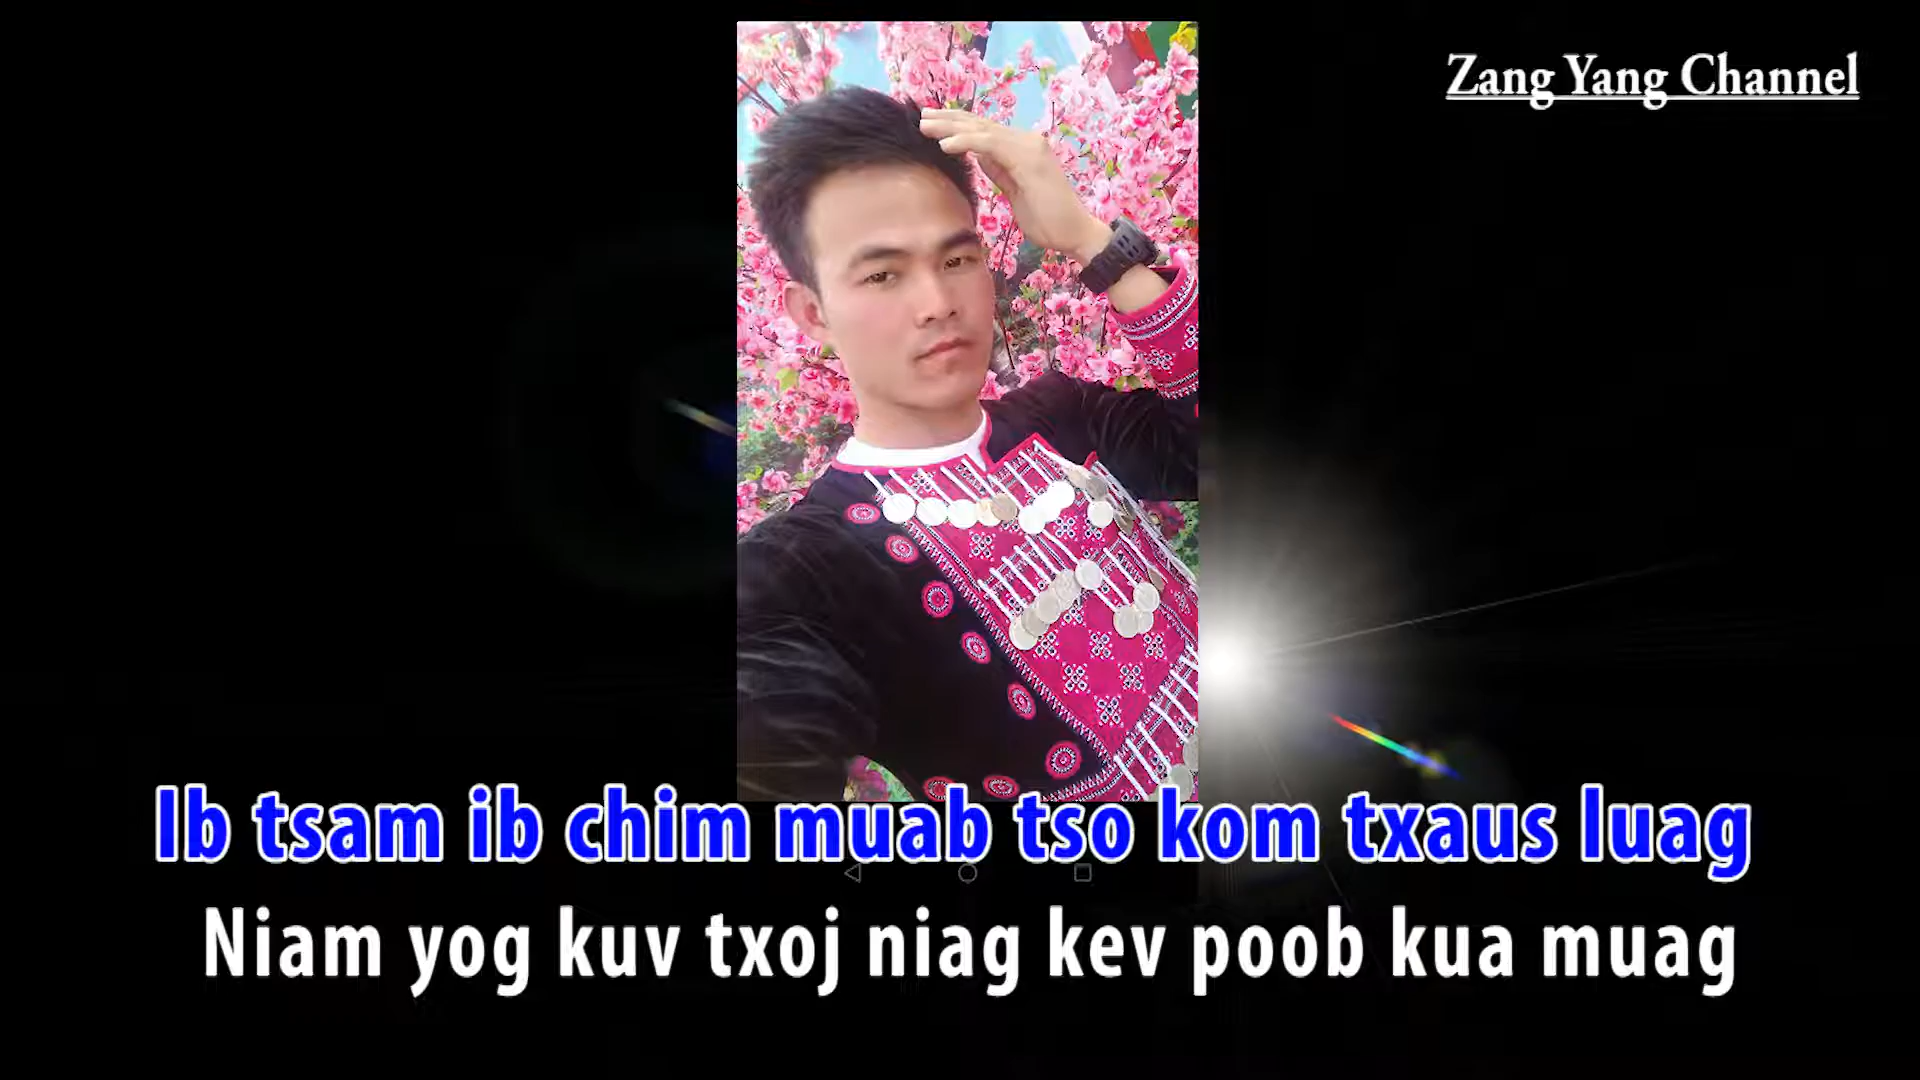 Zang Yang Channel
Ib tsam ib chim muab tso kom txaus luag
Niam yog kuv txoj niag kev poob kua muag